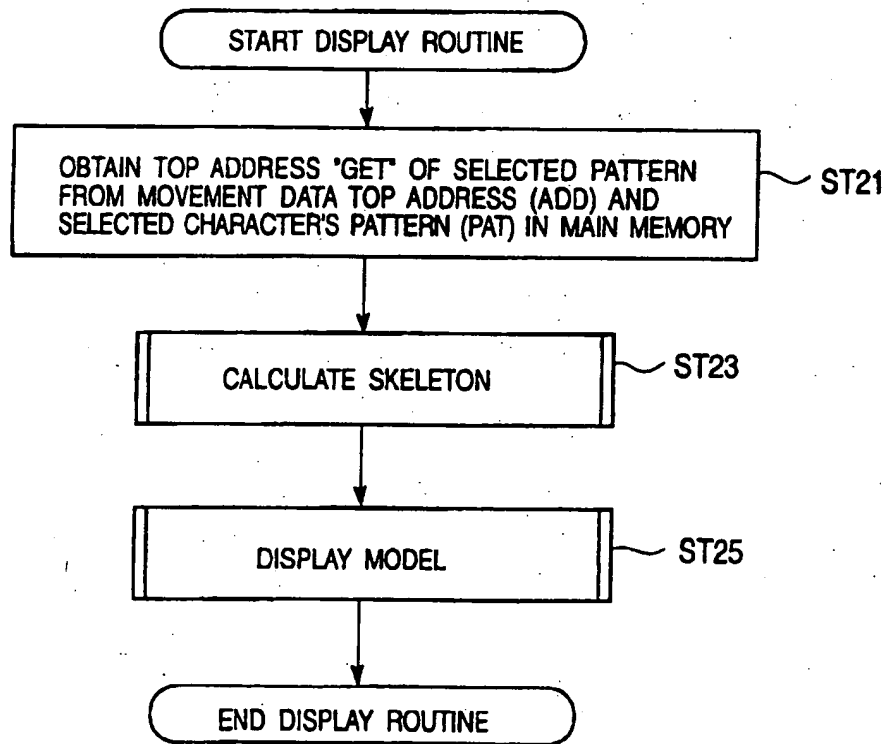 START DISPLAY ROUTINE
OBTAIN TOP ADDRESS "GET" OF SELECTED PATTERN
FROM MOVEMENT DATA TOP ADDRESS (ADD) AND
SELECTED CHARACTER'S PATTERN (PAT) IN MAIN MEMORY
ST21
CALCULATE SKELETON
ST23
DISPLAY MODEL
ST25
END DISPLAY ROUTINE